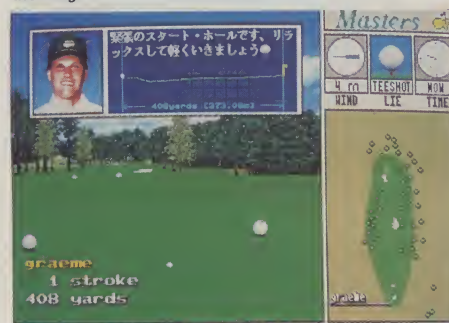 緊張のスタート・ホールです、リラ
ックスして軽くいきましょう
408yards (373.08m)
Masters
4 m
TEESHOT
NOW
WIND
LIE
TIME
graeme
1 stroke
408 yards
graeme